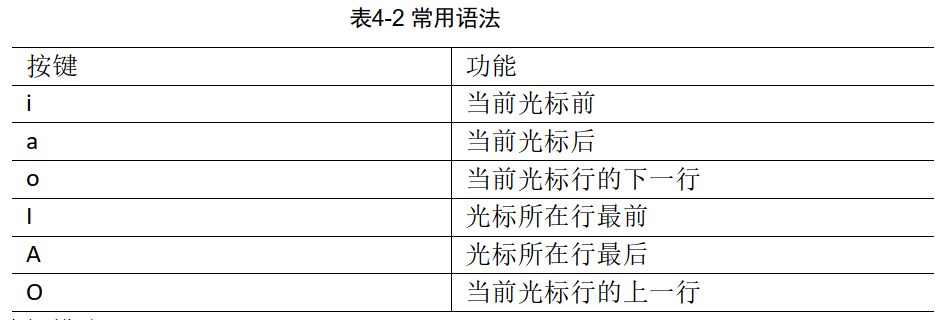 表4-2 常用语法
按键 功能
i 当前光标前
a 当前光标后
o 当前光标行的下一行
I 光标所在行最前
A 光标所在行最后
O 当前光标行的上一行